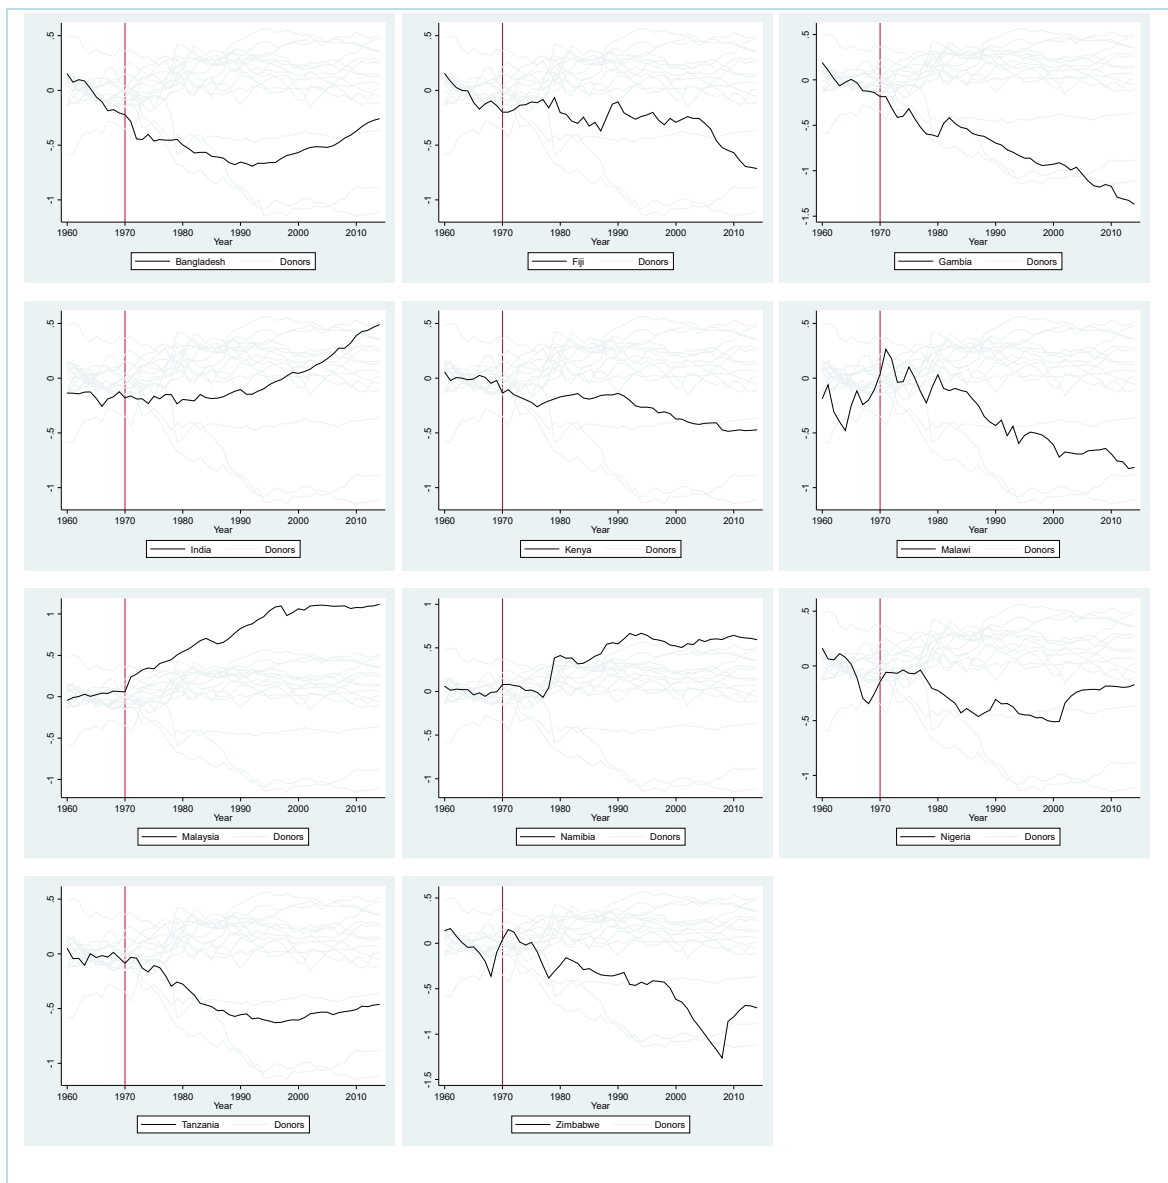 .5
0
-.5
-1
1960 1970 1980 1990 2000 2010
Year
Bangladesh Donors
.5
0
-.5
-1
1960 1970 1980 1990 2000 2010
Year
Fiji Donors
.5
0
-.5
-1
-1.5
1960 1970 1980 1990 2000 2010
Year
Gambia Donors
.5
0
-.5
-1
1960 1970 1980 1990 2000 2010
Year
India Donors
.5
0
-.5
-1
1960 1970 1980 1990 2000 2010
Year
Kenya Donors
.5
0
-.5
-1
1960 1970 1980 1990 2000 2010
Year
Malawi Donors
1
.5
0
-.5
-1
1960 1970 1980 1990 2000 2010
Year
Malaysia Donors
1
.5
0
-.5
-1
1960 1970 1980 1990 2000 2010
Year
Namibia Donors
.5
0
-.5
-1
1960 1970 1980 1990 2000 2010
Year
Nigeria Donors
.5
0
-.5
-1
1960 1970 1980 1990 2000 2010
Year
Tanzania Donors
.5
0
-.5
-1
-1.5
1960 1970 1980 1990 2000 2010
Year
Zimbabwe Donors